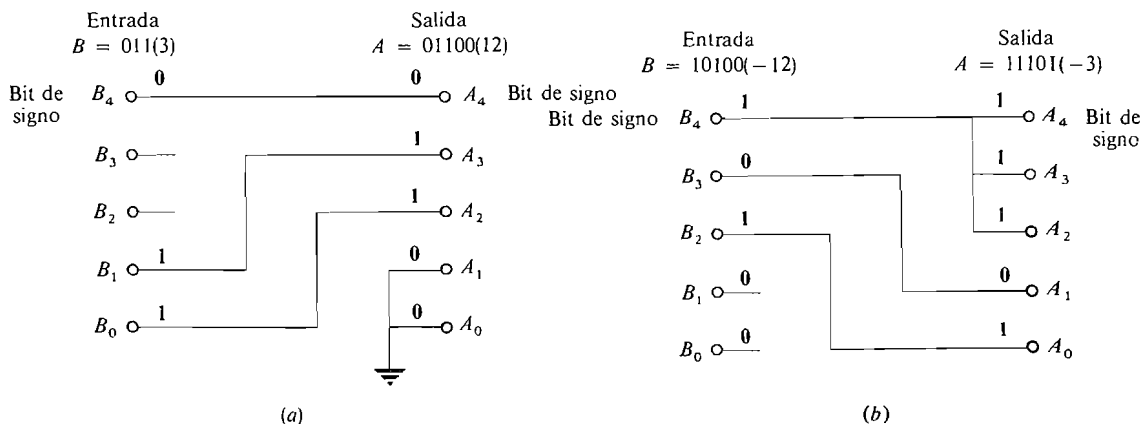 Entrada
B = 011(3)
Salida
A = 01100(12)
Bit de
signo
B4
0
0
A4
Bit de signo
B3
1
A3
B2
1
A2
B1
1
0
A1
B0
1
0
A0
(a)
Entrada
B = 10100(−12)
Salida
A = 11101(−3)
Bit de signo
B4
1
1
A4
Bit de
signo
B3
0
1
A3
B2
1
1
A2
B1
0
0
A1
B0
0
1
A0
(b)